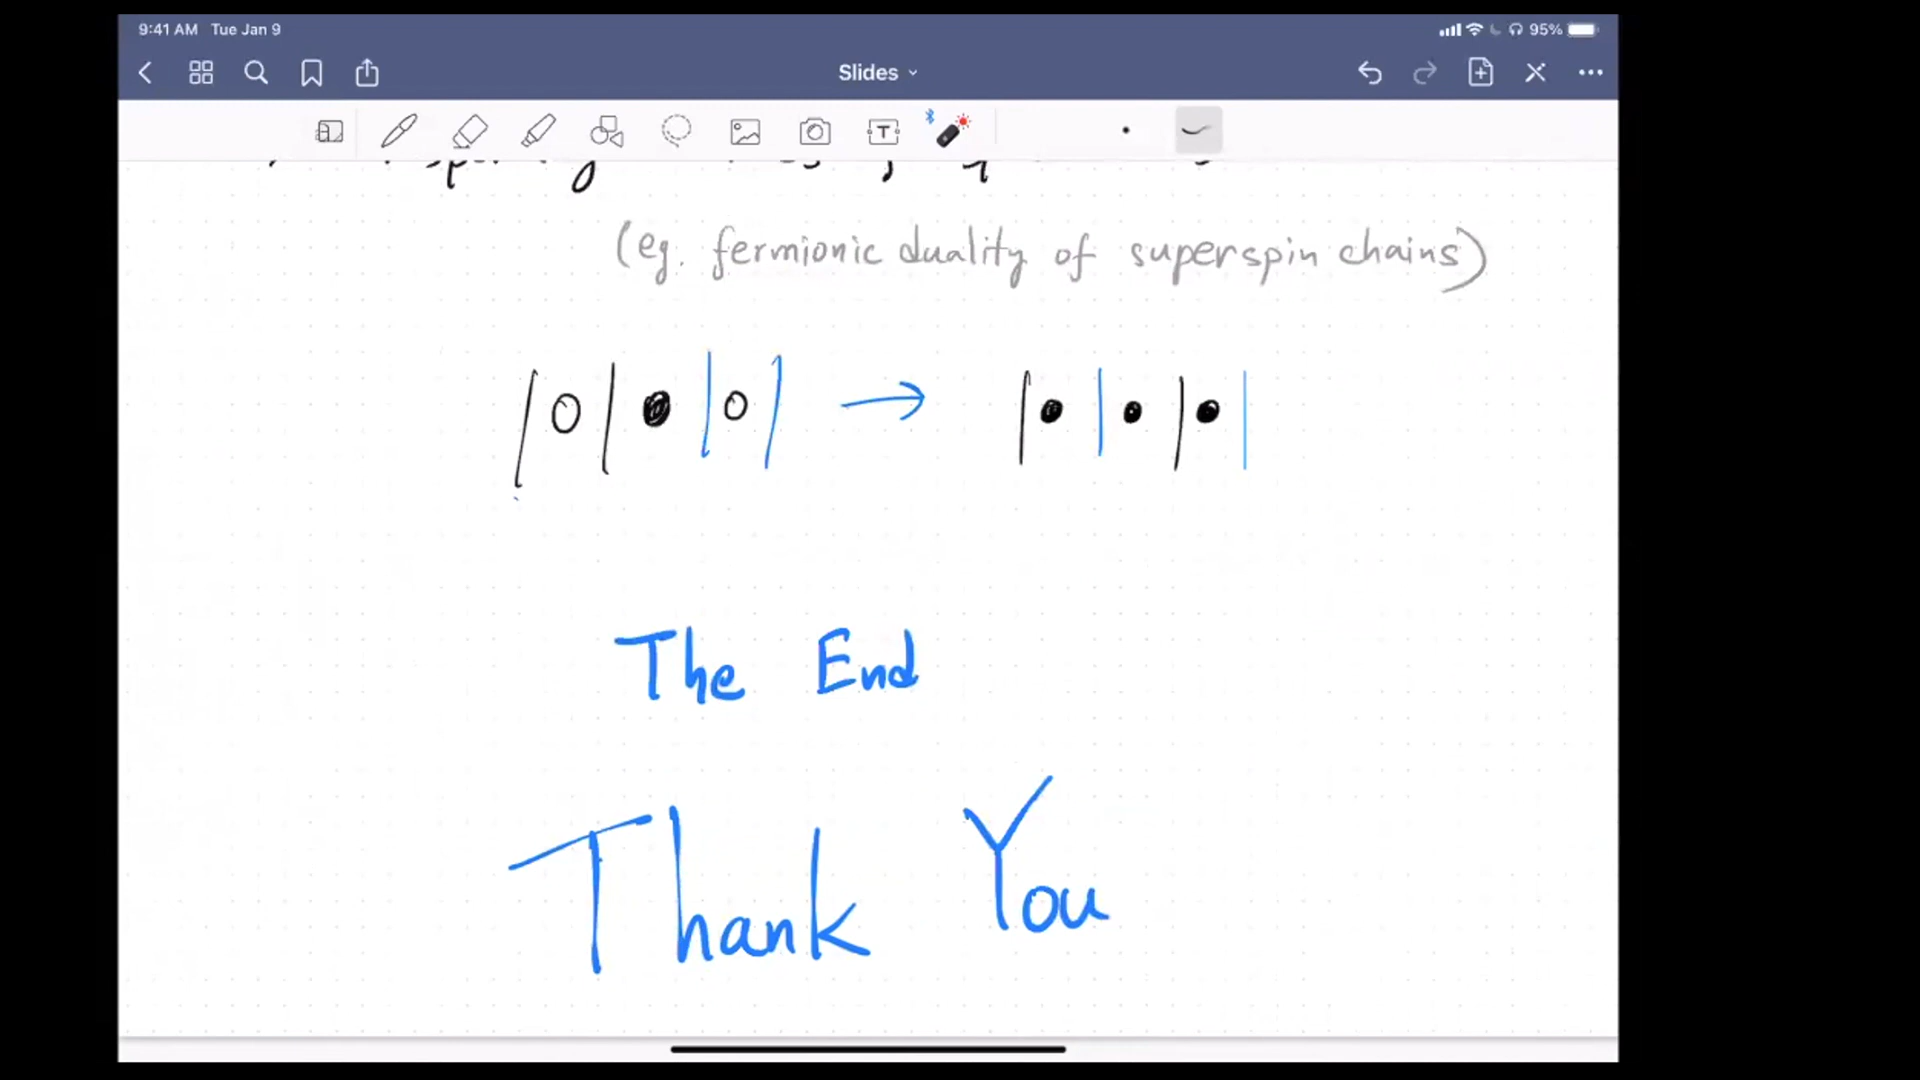 9:41 AM Tue Jan 9
95%
Slides
(eg. fermionic duality of superspin chains)
The End
Thank You